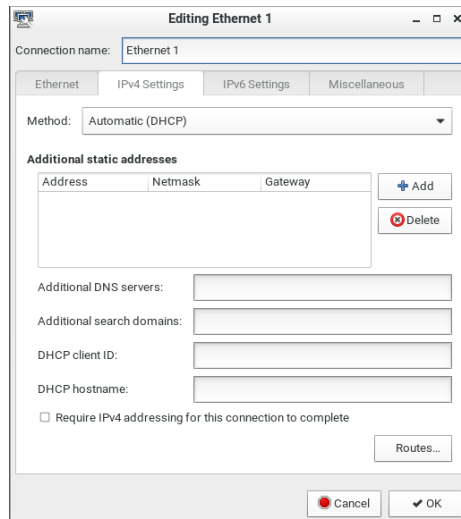 Editing Ethernet 1
Connection name: Ethernet 1
Ethernet IPv4 Settings IPv6 Settings Miscellaneous
Method: Automatic (DHCP)
Additional static addresses
Address Netmask Gateway
Add
Delete
Additional DNS servers:
Additional search domains:
DHCP client ID:
DHCP hostname:
Require IPv4 addressing for this connection to complete
Routes...
Cancel OK